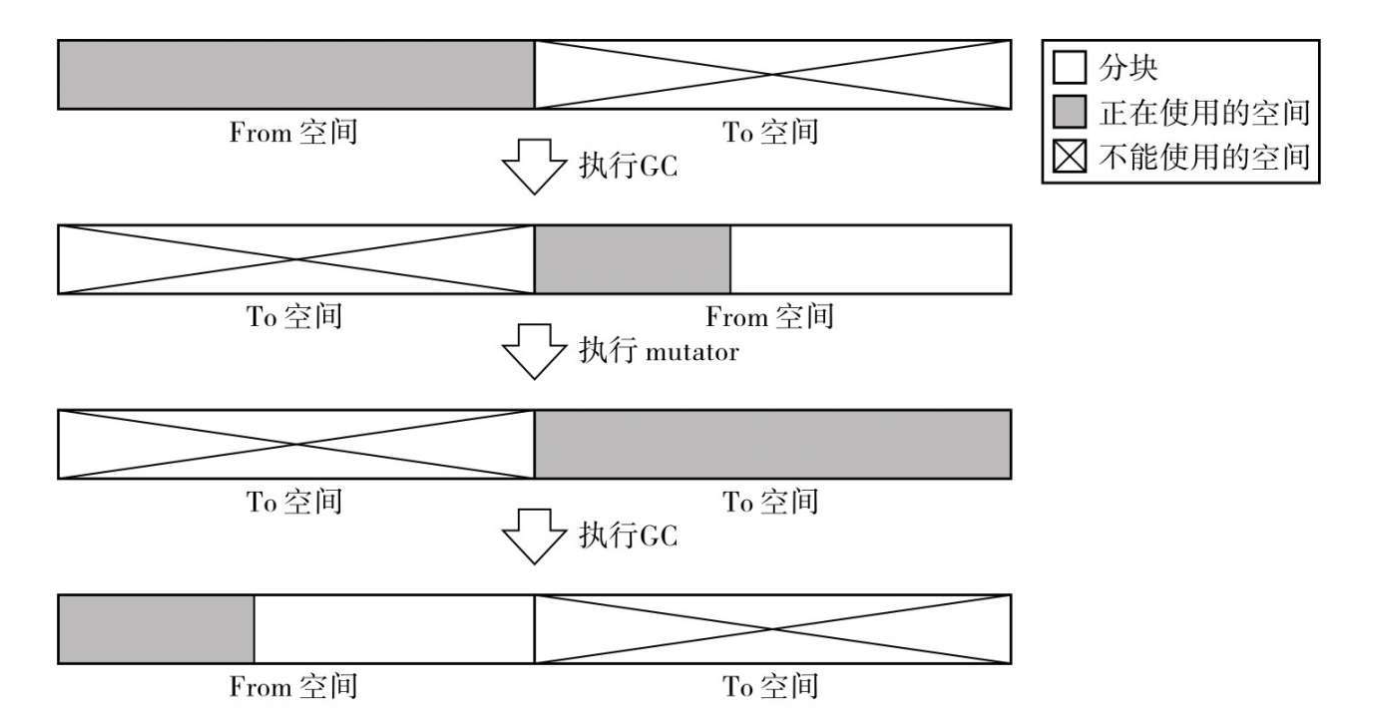 分块
正在使用的空间
不能使用的空间
From 空间
To 空间
执行GC
To 空间
From 空间
执行 mutator
To 空间
To 空间
执行GC
From 空间
To 空间